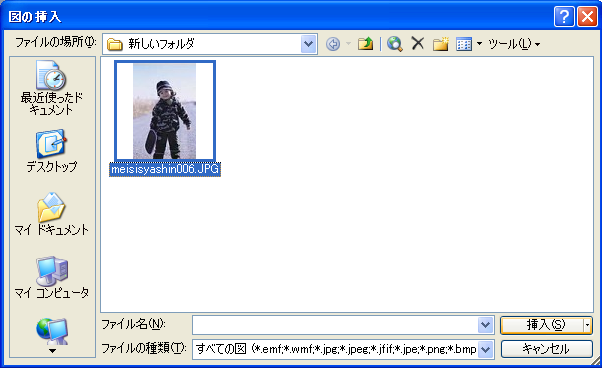 図の挿入
ファイルの場所(I):
新しいフォルダ
ツール(L)
最近使ったド
キュメント
デスクトップ
マイ ドキュメント
マイ コンピュータ
meisisyashin006.JPG
ファイル名(N):
挿入(S)
ファイルの種類(T):
すべての図 (*.emf;*.wmf;*.jpg;*.jpeg;*.jfif;*.jpe;*.png;*.bmp
キャンセル